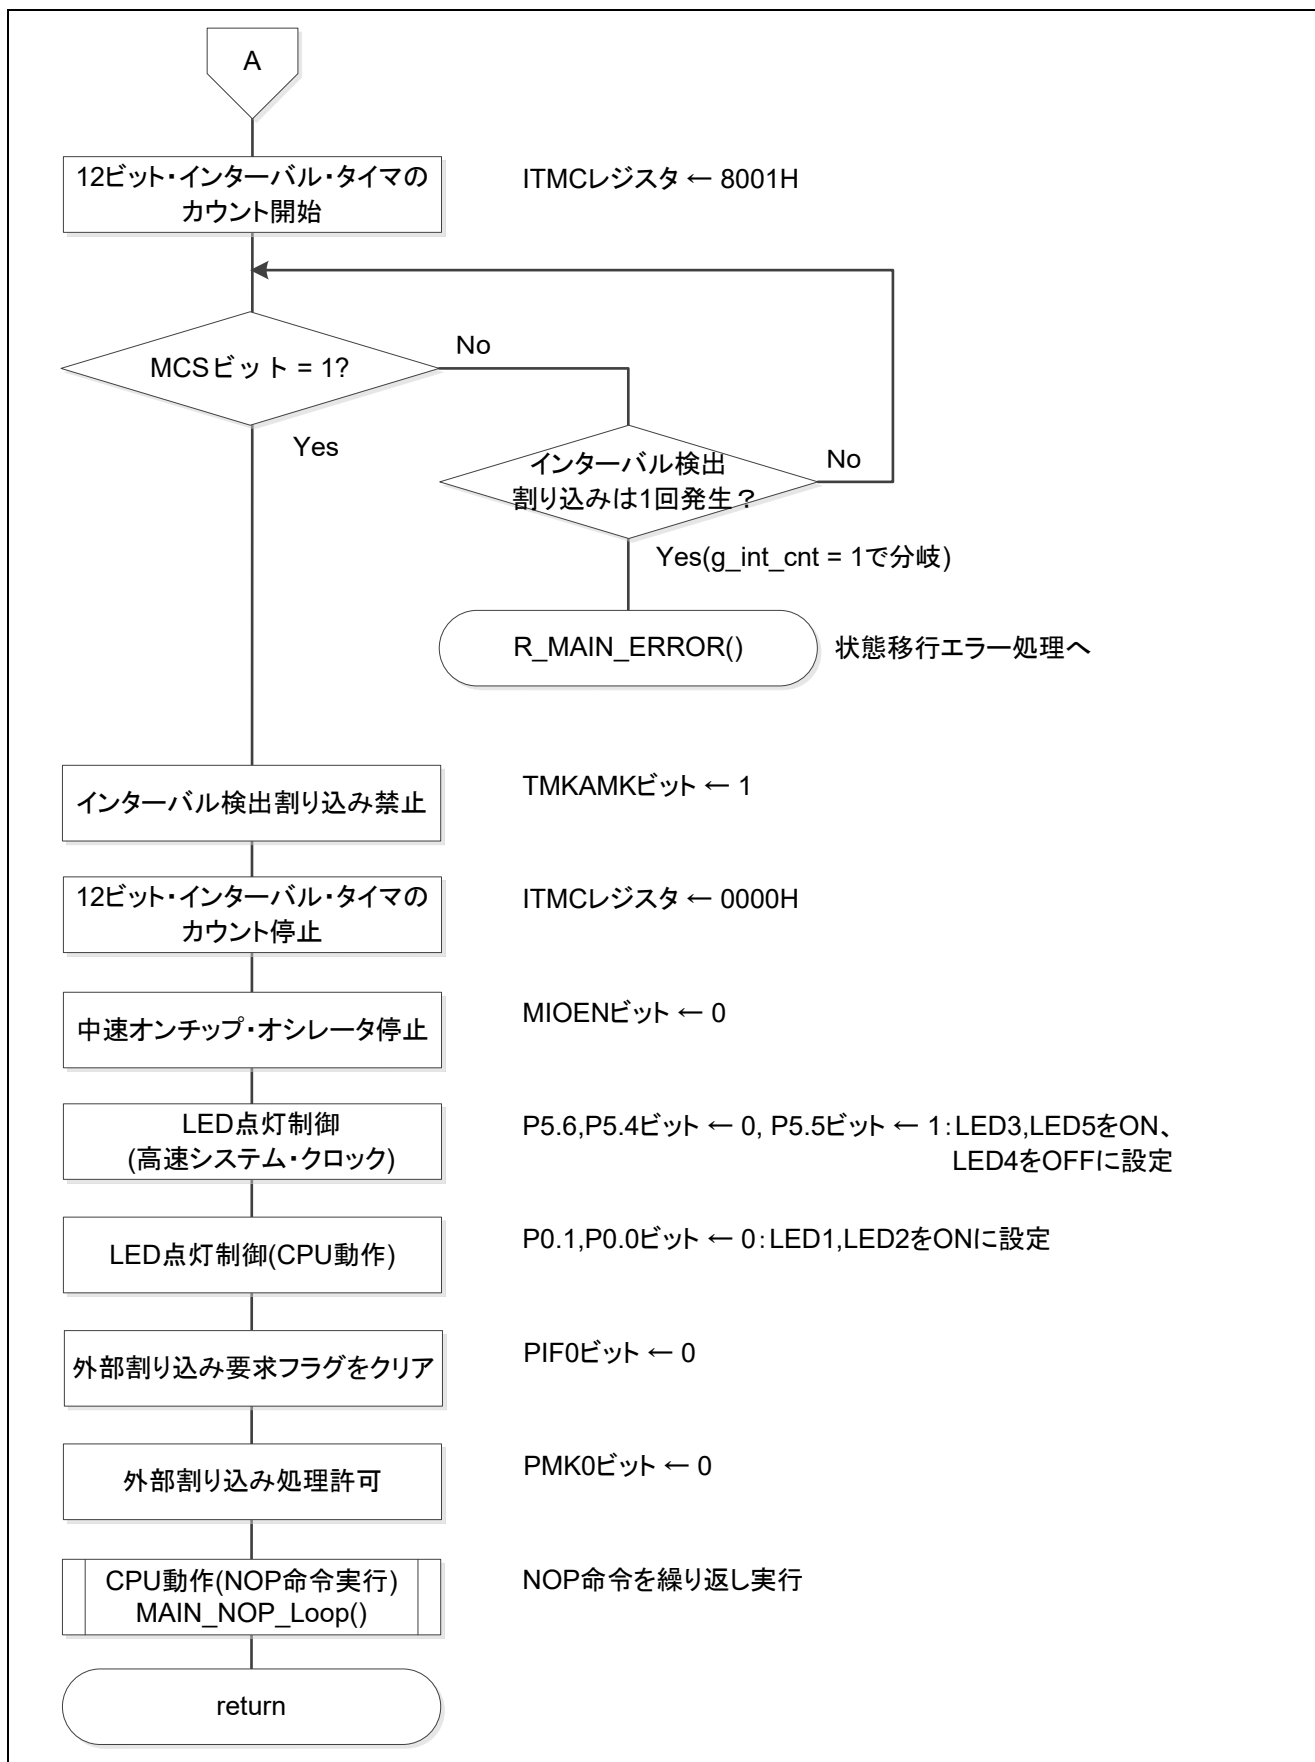 A
12ビット・インターバル・タイマの
カウント開始
ITMCレジスタ ← 8001H
MCSビット = 1?
No
Yes
インターバル検出
割り込みは1回発生？
No
Yes(g_int_cnt = 1で分岐)
R_MAIN_ERROR()
状態移行エラー処理へ
インターバル検出割り込み禁止
TMKAMKビット ← 1
12ビット・インターバル・タイマの
カウント停止
ITMCレジスタ ← 0000H
中速オンチップ・オシレータ停止
MIOENビット ← 0
LED点灯制御
(高速システム・クロック)
P5.6,P5.4ビット ← 0, P5.5ビット ← 1：LED3,LED5をON、
LED4をOFFに設定
LED点灯制御(CPU動作)
P0.1,P0.0ビット ← 0：LED1,LED2をONに設定
外部割り込み要求フラグをクリア
PIF0ビット ← 0
外部割り込み処理許可
PMK0ビット ← 0
CPU動作(NOP命令実行)
MAIN_NOP_Loop()
NOP命令を繰り返し実行
return